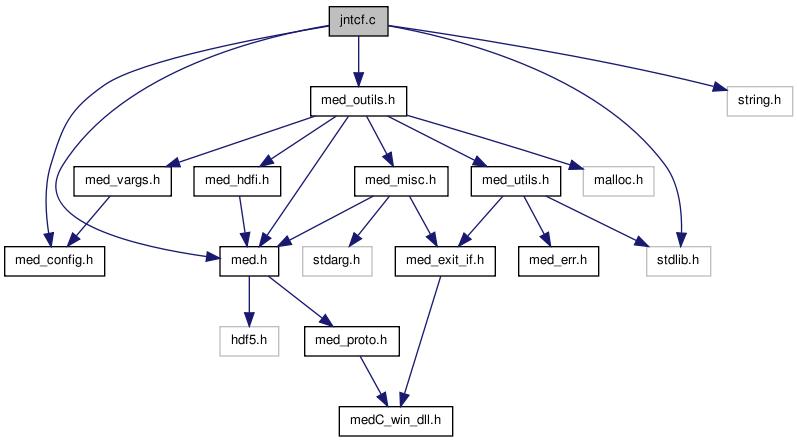 jntcf.c
med_outils.h
string.h
med_vargs.h
med_hdfi.h
med_misc.h
med_utils.h
malloc.h
med_config.h
med.h
stdarg.h
med_exit_if.h
med_err.h
stdlib.h
hdf5.h
med_proto.h
medC_win_dll.h